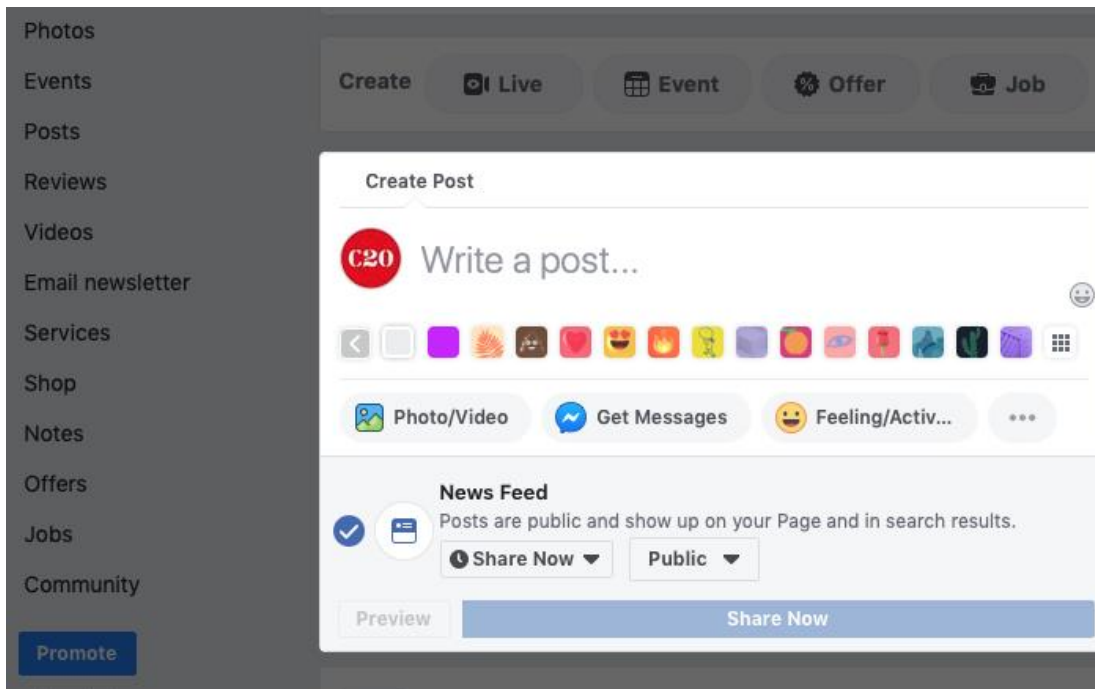 Photos
Events
Posts
Reviews
Videos
Email newsletter
Services
Shop
Notes
Offers
Jobs
Community
Promote
Create Live Event Offer Job
Create Post
C20 Write a post...
Photo/Video Get Messages Feeling/Activ... •••
News Feed
Posts are public and show up on your Page and in search results.
Share Now Public
Preview Share Now